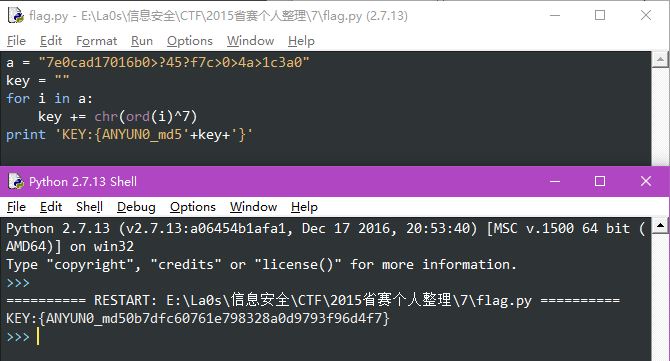 flag.py - E:\La0s\信息安全\CTF\2015省赛个人整理\7\flag.py (2.7.13)
File Edit Format Run Options Window Help
a = "7e0cad17016b0>?45?f7c>0>4a>1c3a0"
key = ""
for i in a:
    key += chr(ord(i)^7)
print 'KEY:{ANYUN0_md5'+key+'}'
Python 2.7.13 Shell
File Edit Shell Debug Options Window Help
Python 2.7.13 (v2.7.13:a06454b1afa1, Dec 17 2016, 20:53:40) [MSC v.1500 64 bit (
AMD64)] on win32
Type "copyright", "credits" or "license()" for more information.
>>>
========== RESTART: E:\La0s\信息安全\CTF\2015省赛个人整理\7\flag.py ==========
KEY:{ANYUN0_md50b7dfc60761e798328a0d9793f96d4f7}
>>>